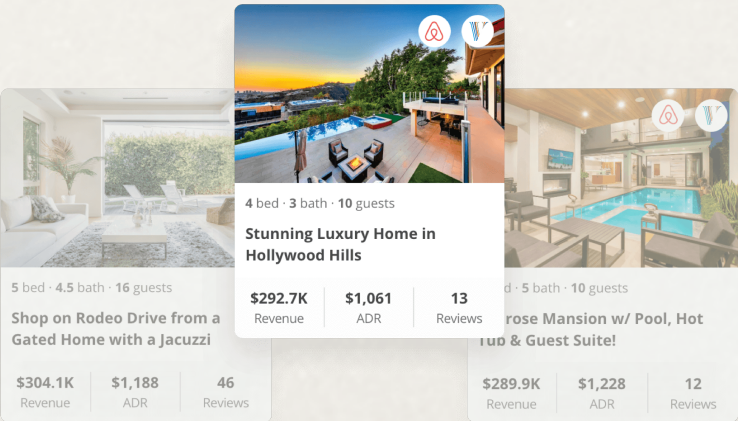 4 bed · 3 bath · 10 guests
Stunning Luxury Home in
Hollywood Hills
$292.7K
$1,061
13
Revenue
ADR
Reviews
5 bed · 4.5 bath · 16 guests
Shop on Rodeo Drive from a
Gated Home with a Jacuzzi
$304.1K
$1,188
46
Revenue
ADR
Reviews
· 5 bath · 10 guests
Mansion w/ Pool, Hot
Tub & Guest Suite!
$289.9K
$1,228
12
Revenue
ADR
Reviews